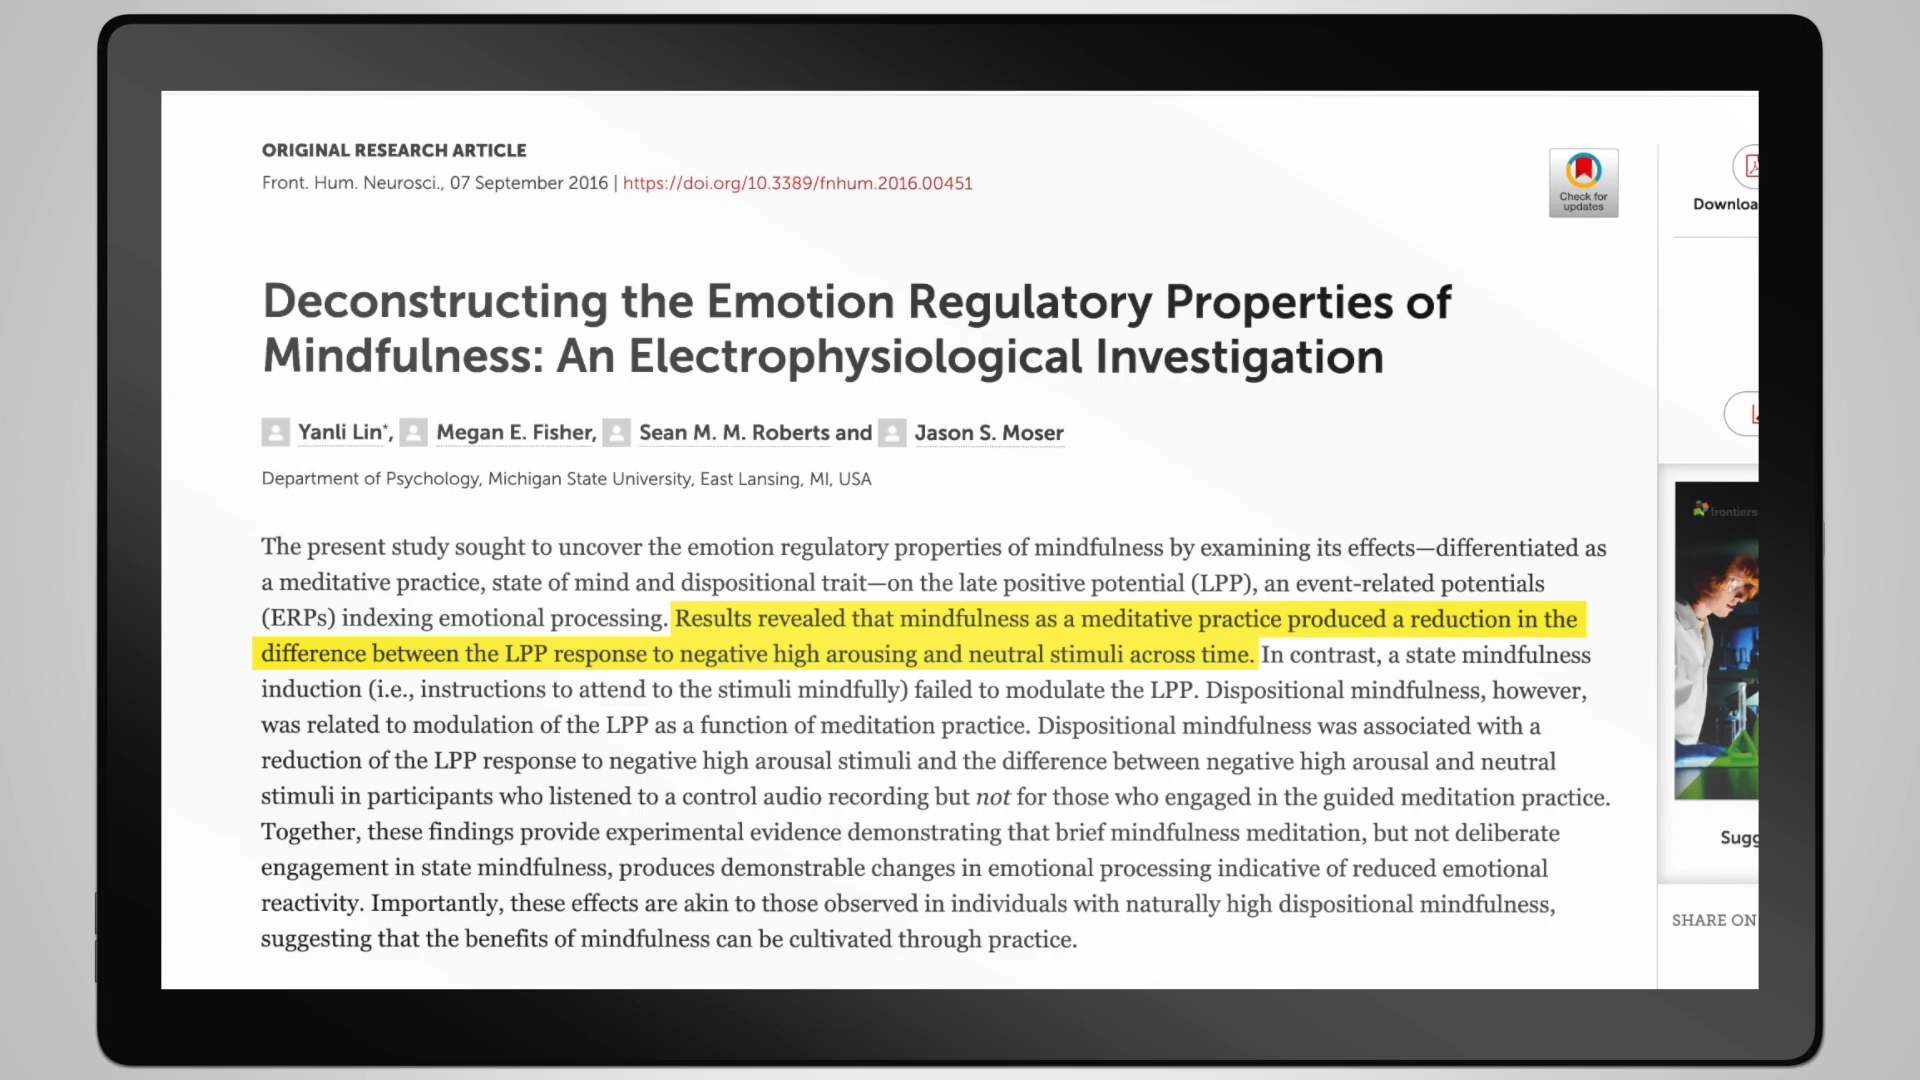 ORIGINAL RESEARCH ARTICLE
Front. Hum. Neurosci., 07 September 2016 | https://doi.org/10.3389/fnhum.2016.00451
Check for
updates
Downloa
Deconstructing the Emotion Regulatory Properties of
Mindfulness: An Electrophysiological Investigation
Yanli Lin*, Megan E. Fisher, Sean M. M. Roberts and Jason S. Moser
Department of Psychology, Michigan State University, East Lansing, MI, USA
frontiers
The present study sought to uncover the emotion regulatory properties of mindfulness by examining its effects—differentiated as
a meditative practice, state of mind and dispositional trait—on the late positive potential (LPP), an event-related potentials
(ERPs) indexing emotional processing. Results revealed that mindfulness as a meditative practice produced a reduction in the
difference between the LPP response to negative high arousing and neutral stimuli across time. In contrast, a state mindfulness
induction (i.e., instructions to attend to the stimuli mindfully) failed to modulate the LPP. Dispositional mindfulness, however,
was related to modulation of the LPP as a function of meditation practice. Dispositional mindfulness was associated with a
reduction of the LPP response to negative high arousal stimuli and the difference between negative high arousal and neutral
stimuli in participants who listened to a control audio recording but not for those who engaged in the guided meditation practice.
Together, these findings provide experimental evidence demonstrating that brief mindfulness meditation, but not deliberate
engagement in state mindfulness, produces demonstrable changes in emotional processing indicative of reduced emotional
reactivity. Importantly, these effects are akin to those observed in individuals with naturally high dispositional mindfulness,
suggesting that the benefits of mindfulness can be cultivated through practice.
Sugg
SHARE ON